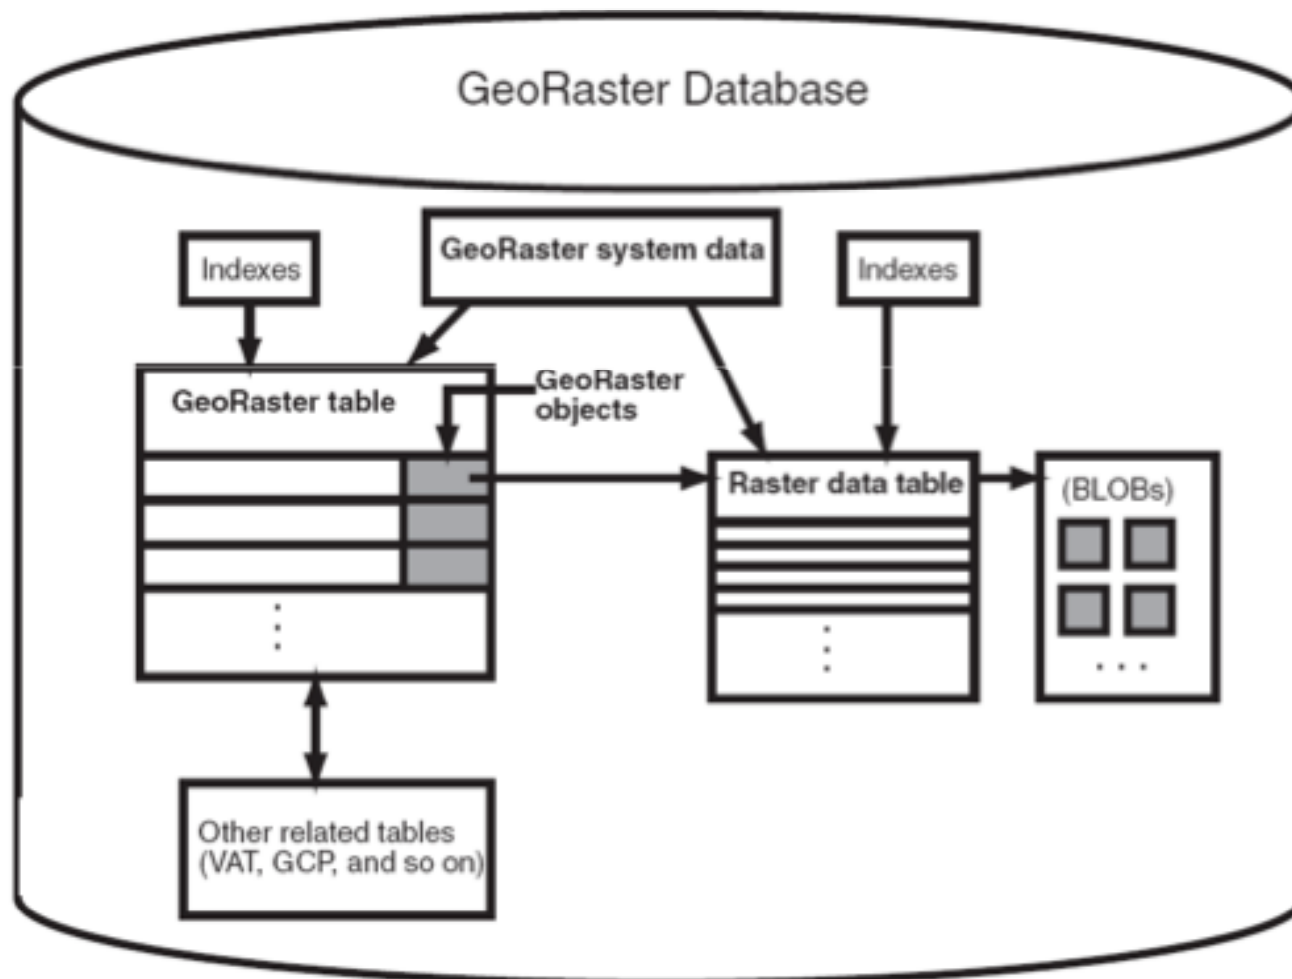 GeoRaster Database
Indexes
GeoRaster system data
Indexes
GeoRaster table
GeoRaster
objects
Raster data table
(BLOBs)
Other related tables
(VAT, GCP, and so on)